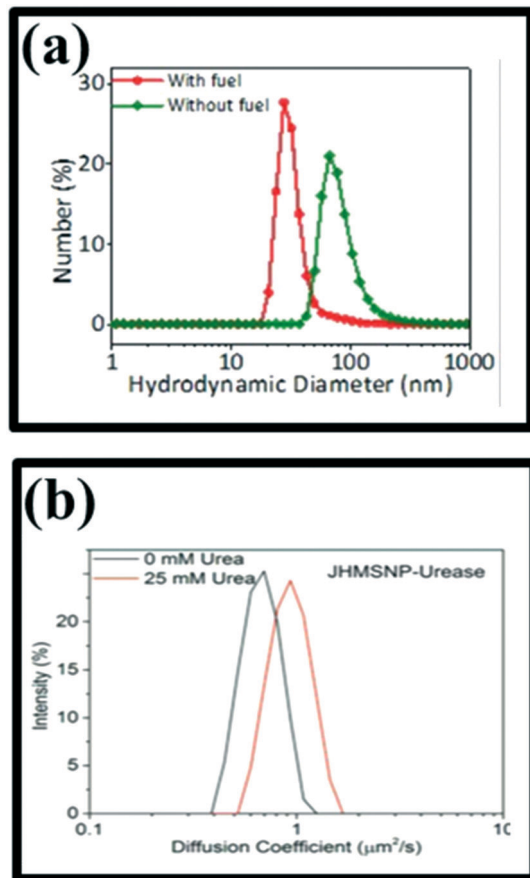 (a)
With fuel
Without fuel
30
20
10
0
Number (%)
1
10
100
1000
Hydrodynamic Diameter (nm)
(b)
0 mM Urea
25 mM Urea
JHMSNP-Urease
20
15
10
5
0
Intensity (%)
0.1
1
10
Diffusion Coefficient (μm²/s)